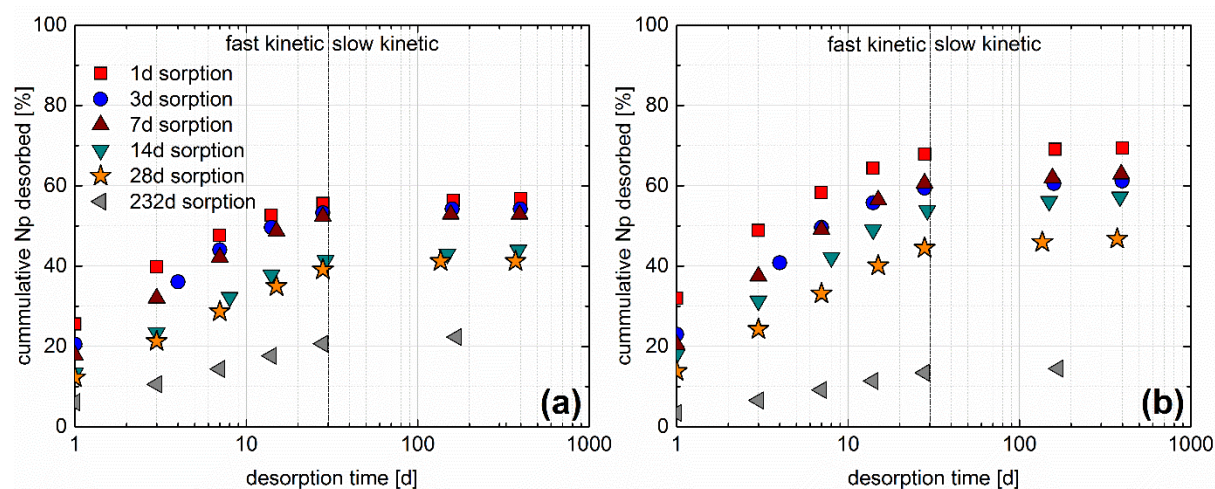 100
80
60
40
20
0
cummulative Np desorbed [%]
fast kinetic slow kinetic
1d sorption
3d sorption
7d sorption
14d sorption
28d sorption
232d sorption
(a)
1 10 100 1000
desorption time [d]
100
80
60
40
20
0
cummulative Np desorbed [%]
fast kinetic slow kinetic
(b)
1 10 100 1000
desorption time [d]